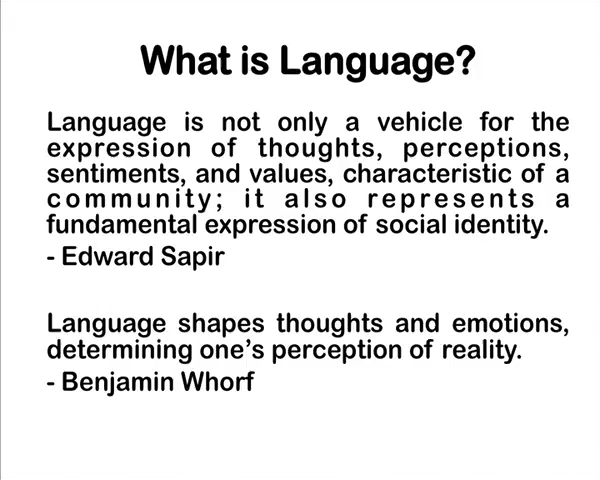 What is Language?
Language is not only a vehicle for the
expression of thoughts, perceptions,
sentiments, and values, characteristic of a
community; it also represents a
fundamental expression of social identity.
- Edward Sapir
Language shapes thoughts and emotions,
determining one’s perception of reality.
- Benjamin Whorf